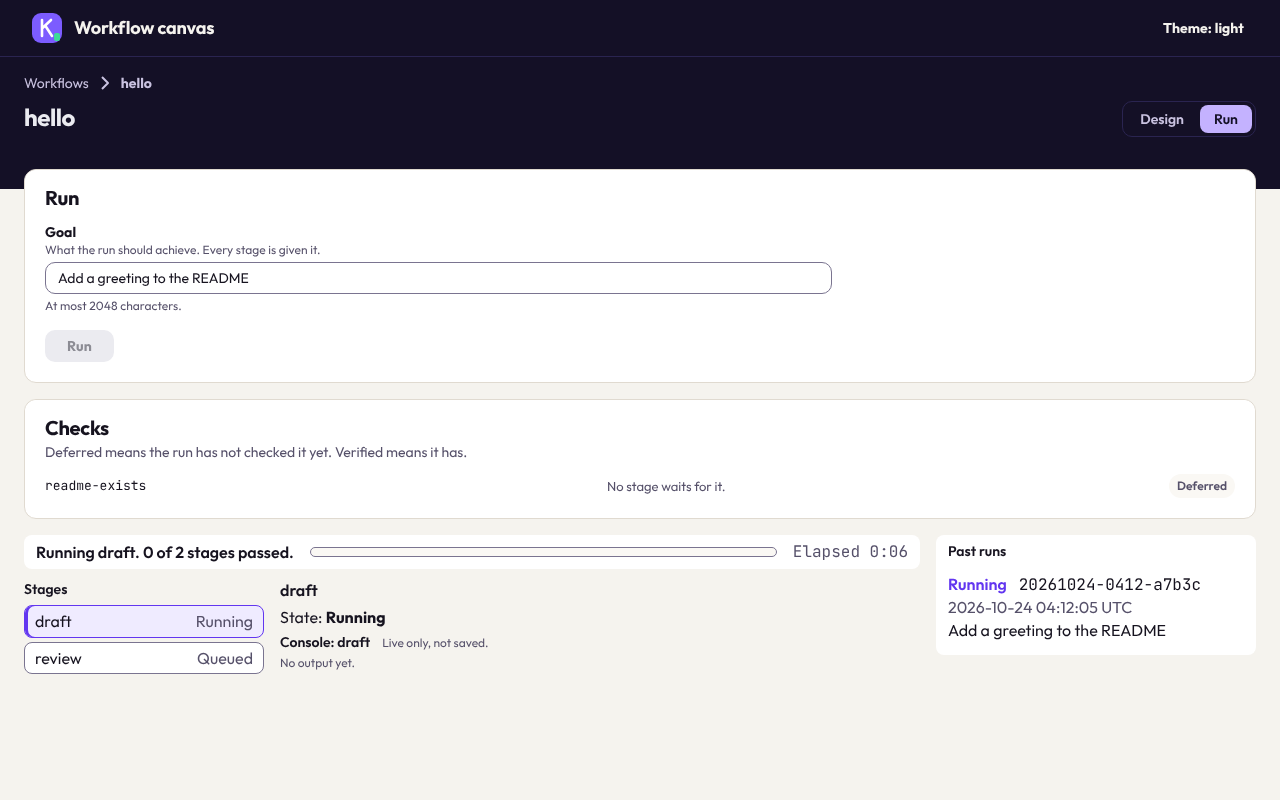 K
Workflow canvas
Theme: light
Workflows
hello
hello
Design
Run
Run
Goal
What the run should achieve. Every stage is given it.
Add a greeting to the README
At most 2048 characters.
Run
Checks
Deferred means the run has not checked it yet. Verified means it has.
readme-exists
No stage waits for it.
Deferred
Running draft. 0 of 2 stages passed.
Elapsed 0:06
Stages
draft
Running
review
Queued
draft
State: Running
Console: draft
Live only, not saved.
No output yet.
Past runs
Running 20261024-0412-a7b3c
2026-10-24 04:12:05 UTC
Add a greeting to the README